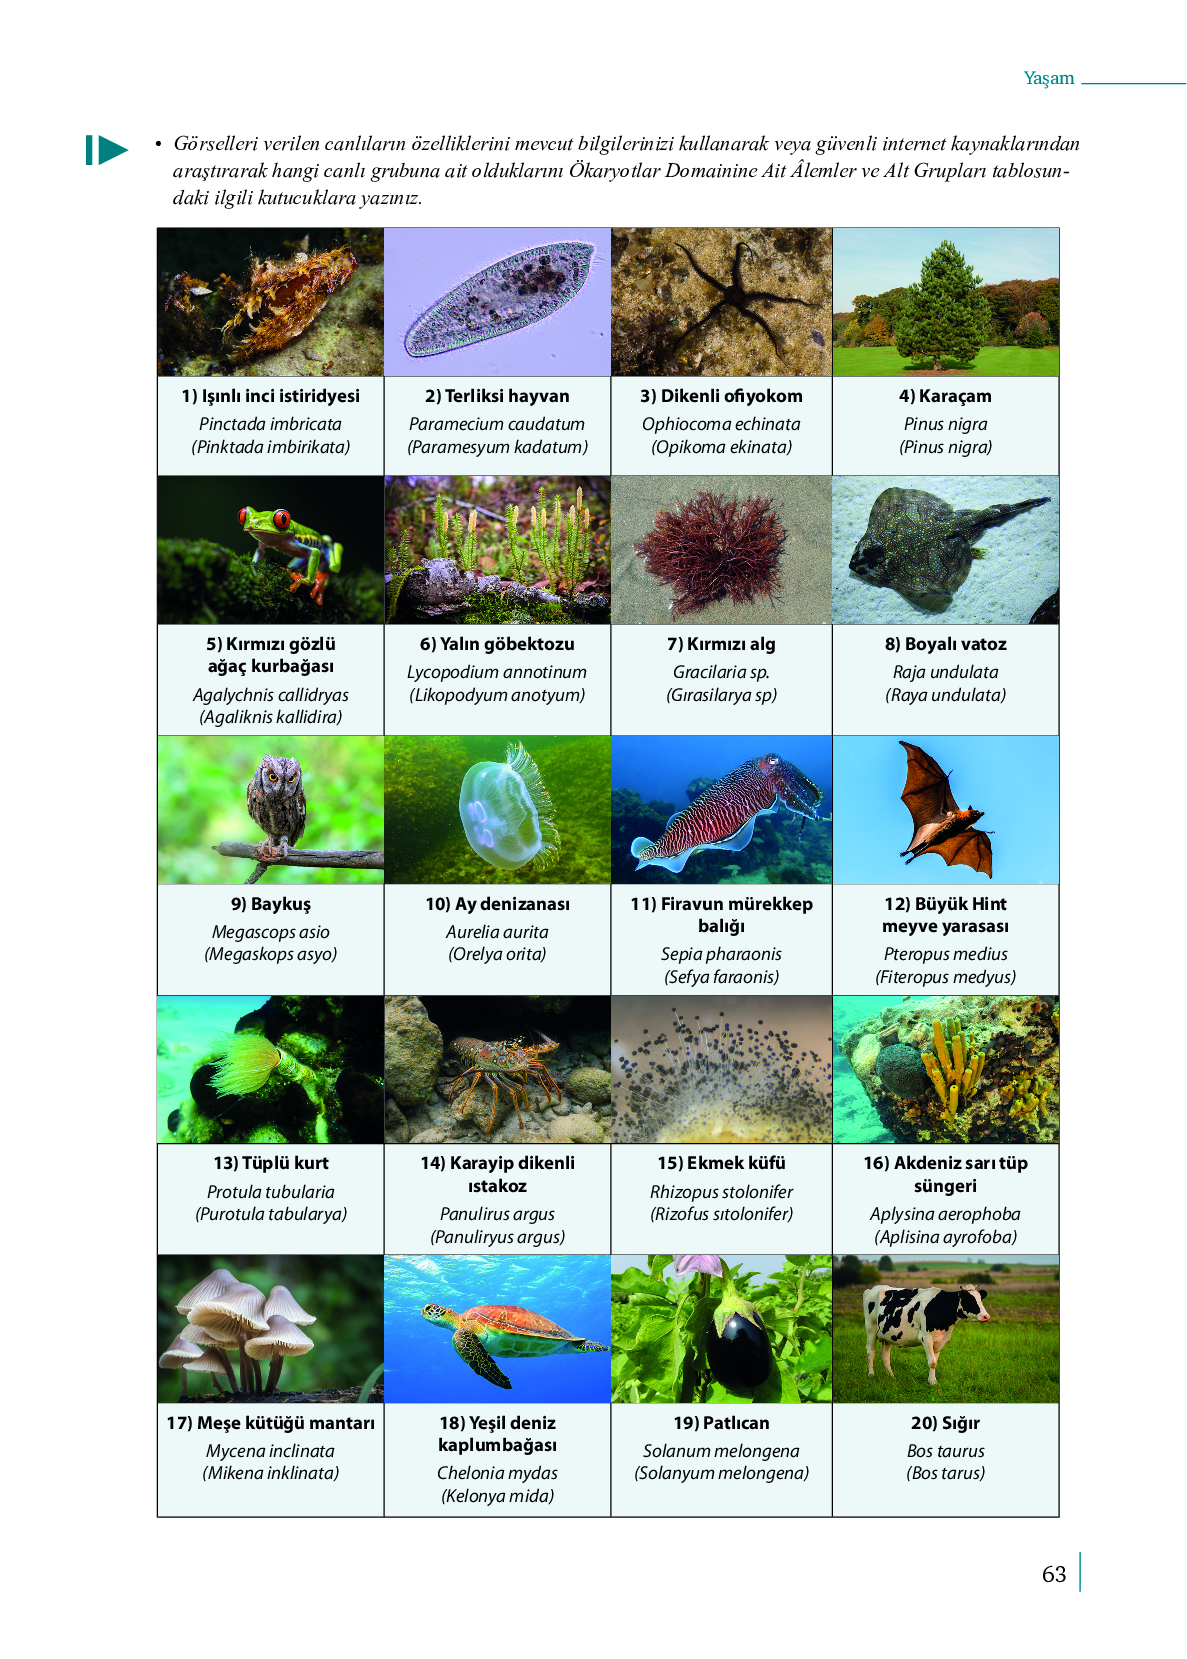 Yaşam
• Görselleri verilen canlıların özelliklerini mevcut bilgilerinizi kullanarak veya güvenli internet kaynaklarından
araştırarak hangi canlı grubuna ait olduklarını Ökaryotlar Domainine Ait Âlemler ve Alt Grupları tablosun-
daki ilgili kutucuklara yazınız.
1) Işınlı inci istiridyesi
Pinctada imbricata
(Pinktada imbirikata)
2) Terliksi hayvan
Paramecium caudatum
(Paramesyum kadatum)
3) Dikenli ofiyokom
Ophiocoma echinata
(Opikoma ekinata)
4) Karaçam
Pinus nigra
(Pinus nigra)
5) Kırmızı gözlü
ağaç kurbağası
Agalychnis callidryas
(Agaliknis kallidira)
6) Yalın göbektozu
Lycopodium annotinum
(Likopodyum anotyum)
7) Kırmızı alg
Gracilaria sp.
(Gırasilarya sp)
8) Boyalı vatoz
Raja undulata
(Raya undulata)
9) Baykuş
Megascops asio
(Megaskops asyo)
10) Ay denizanası
Aurelia aurita
(Orelya orita)
11) Firavun mürekkep
balığı
Sepia pharaonis
(Sefya faraonis)
12) Büyük Hint
meyve yarasası
Pteropus medius
(Fiteropus medyus)
13) Tüplü kurt
Protula tubularia
(Purotula tabularya)
14) Karayip dikenli
ıstakoz
Panulirus argus
(Panuliryus argus)
15) Ekmek küfü
Rhizopus stolonifer
(Rizofus sıtolonifer)
16) Akdeniz sarı tüp
süngeri
Aplysina aerophoba
(Aplisina ayrofoba)
17) Meşe kütüğü mantarı
Mycena inclinata
(Mikena inklinata)
18) Yeşil deniz
kaplumbağası
Chelonia mydas
(Kelonya mida)
19) Patlıcan
Solanum melongena
(Solanyum melongena)
20) Sığır
Bos taurus
(Bos tarus)
63